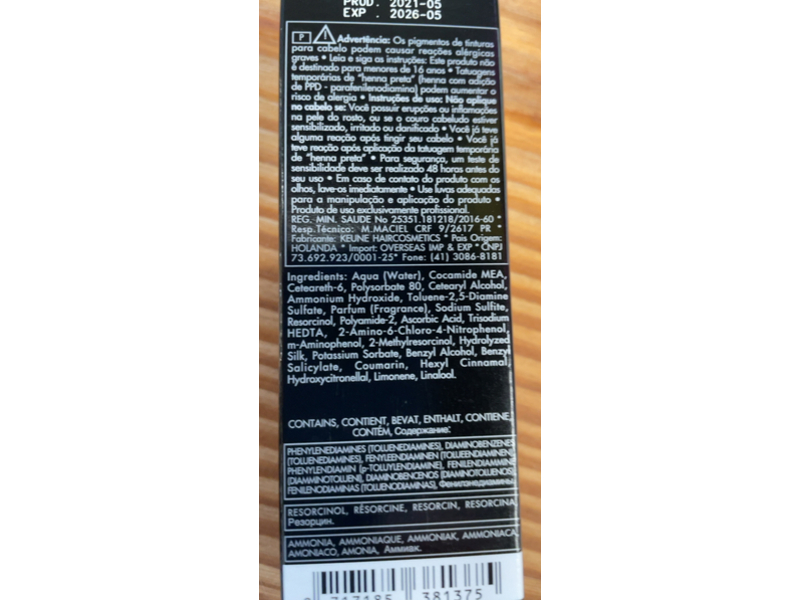 PROD. 2021-05
EXP . 2026-05
P Advertência: Os pigmentos de tinturas
para cabelo podem causar reações alérgicas
graves • Leia e siga as instruções: Este produto não
é destinado para menores de 16 anos • Tatuagens
temporárias de "henna preta" (henna com adição
de PPD - parafenilenodiamina) podem aumentar o
risco de alergia • Instruções de uso: Não aplique
no cabelo se: Você possuir erupções ou inflamações
na pele do rosto, ou se o couro cabeludo estiver
sensibilizado, irritado ou danificado • Você já teve
alguma reação após tingir seu cabelo • Você já
teve reação após aplicação da tatuagem temporária
de "henna preta" • Para segurança, um teste de
sensibilidade deve ser realizado 48 horas antes do
seu uso • Em caso de contato do produto com os
olhos, lave-os imediatamente • Use luvas adequadas
para a manipulação e aplicação do produto •
Produto de uso exclusivamente profissional.
REG. MIN. SAUDE No 25351.181218/2016-60 *
Resp.Técnico: M.MACIEL CRF 9/2617 PR
Fabricante: KEUNE HAIRCOSMETICS * Pais Origem:
HOLANDA * Import: OVERSEAS IMP & EXP * CNPJ
73.692.923/0001-25* Fone: (41) 3086-8181
Ingredients: Aqua (Water), Cocamide MEA,
Ceteareth-6, Polysorbate 80, Cetearyl Alcohol,
Ammonium Hydroxide, Toluene-2,5-Diamine
Sulfate, Parfum (Fragrance), Sodium Sulfite,
Resorcinol, Polyamide-2, Ascorbic Acid, Trisodium
HEDTA, 2-Amino-6-Chloro-4-Nitrophenol,
m-Aminophenol, 2-Methylresorcinol, Hydrolyzed
Silk, Potassium Sorbate, Benzyl Alcohol, Benzyl
Salicylate, Coumarin, Hexyl Cinnamal,
Hydroxycitronellal, Limonene, Linalool.
CONTAINS, CONTIENT, BEVAT, ENTHALT, CONTIENE,
CONTÉM, Содержание:
PHENYLENEDIAMINES (TOLUENEDIAMINES), DIAMINOBENZENES
(TOLUENEDIAMINES), FENYLEENDIAMINEN (TOLUEENDIAMINEN),
PHENYLENDIAMIN (p-TOLUYLENDIAMINE), FENILENDIAMMINE
(DIAMMINOTOLUENI), DIAMINOBENCENOS (DIAMINOTOLUENOS),
FENILENODIAMINAS (TOLUENODIAMINAS), Фенилендиамины
RESORCINOL, RÉSORCINE, RESORCIN, RESORCINA
Резорцин.
AMMONIA, AMMONIAQUE, AMMONIAK, AMMONIACA,
AMONIACO, AMONIA, Аммиак.
717185 381375